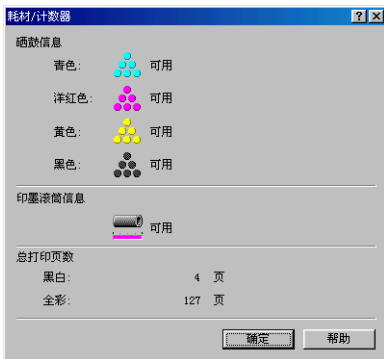 耗材/计数器
硒鼓信息
青色: 可用
洋红色: 可用
黄色: 可用
黑色: 可用
印墨滚筒信息
可用
总打印页数
黑白: 4 页
全彩: 127 页
确定 帮助